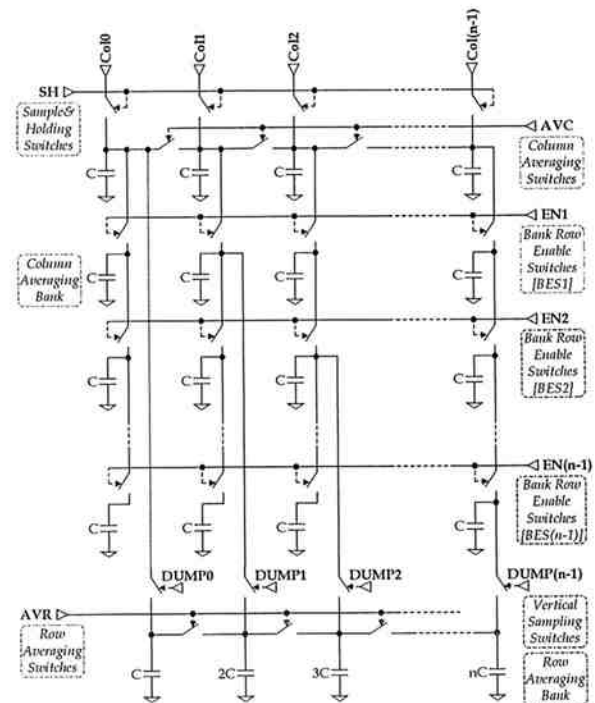 Col0
Col1
Col2
Col(n-1)
SH
Sample&
Holding
Switches
AVC
Column
Averaging
Switches
C
C
C
C
EN1
Bank Row
Enable
Switches
[BES1]
Column
Averaging
Bank
C
C
C
C
EN2
Bank Row
Enable
Switches
[BES2]
C
C
C
C
EN(n-1)
Bank Row
Enable
Switches
[BES(n-1)]
C
C
C
C
DUMP0
DUMP1
DUMP2
DUMP(n-1)
Vertical
Sampling
Switches
AVR
Row
Averaging
Switches
C
2C
3C
nC
Row
Averaging
Bank